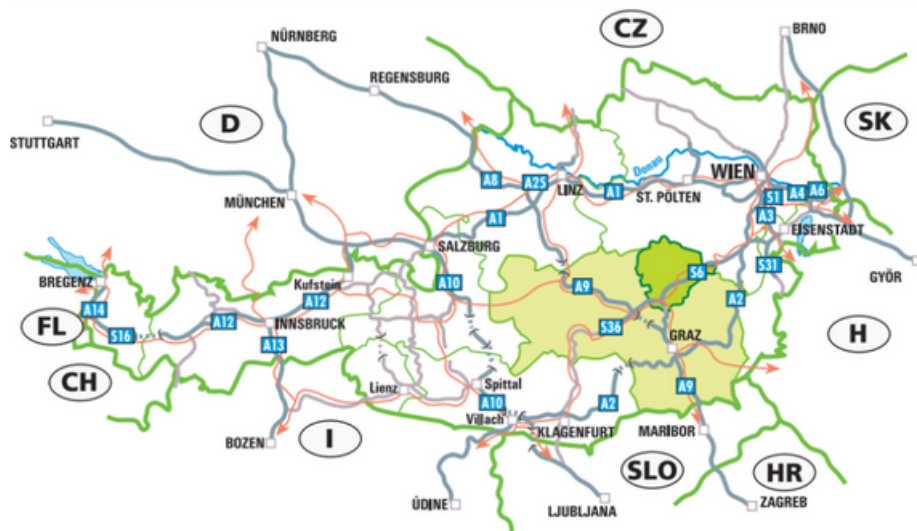 CZ
BRNO
NÜRNBERG
REGENSBURG
D
SK
STUTTGART
Donau
WIEN
A8
A25
LINZ
A1
ST. PÖLTEN
S1
A4
A6
MÜNCHEN
A1
A3
EISENSTADT
SALZBURG
S31
GYÖR
BREGENZ
Kufstein
A10
A9
S6
A2
A14
A12
A12
FL
S16
INNSBRUCK
S36
GRAZ
H
A13
CH
Lienz
Spittal
A9
A10
A2
Villach
KLAGENFURT
MARIBOR
BOZEN
I
SLO
HR
ÜDINE
LJUBLJANA
ZAGREB